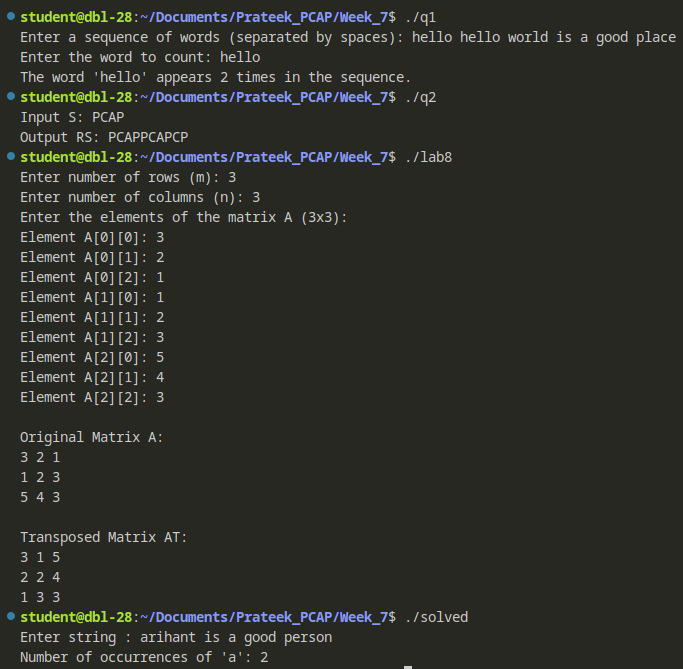 student@dbl-28:~/Documents/Prateek_PCAP/Week_7$ ./q1
Enter a sequence of words (separated by spaces): hello hello world is a good place
Enter the word to count: hello
The word 'hello' appears 2 times in the sequence.
student@dbl-28:~/Documents/Prateek_PCAP/Week_7$ ./q2
Input S: PCAP
Output RS: PCAPPCAPCP
student@dbl-28:~/Documents/Prateek_PCAP/Week_7$ ./lab8
Enter number of rows (m): 3
Enter number of columns (n): 3
Enter the elements of the matrix A (3x3):
Element A[0][0]: 3
Element A[0][1]: 2
Element A[0][2]: 1
Element A[1][0]: 1
Element A[1][1]: 2
Element A[1][2]: 3
Element A[2][0]: 5
Element A[2][1]: 4
Element A[2][2]: 3

Original Matrix A:
3 2 1
1 2 3
5 4 3

Transposed Matrix AT:
3 1 5
2 2 4
1 3 3
student@dbl-28:~/Documents/Prateek_PCAP/Week_7$ ./solved
Enter string : arihant is a good person
Number of occurrences of 'a': 2